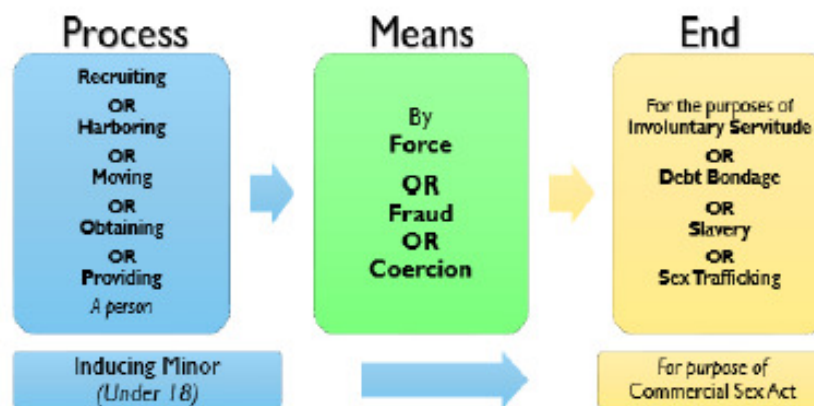 Process
Recruiting
OR
Harboring
OR
Moving
OR
Obtaining
OR
Providing
A person
Means
By
Force
OR
Fraud
OR
Coercion
End
For the purposes of
Involuntary Servitude
OR
Debt Bondage
OR
Slavery
OR
Sex Trafficking
Inducing Minor
(Under 18)
For purpose of
Commercial Sex Act